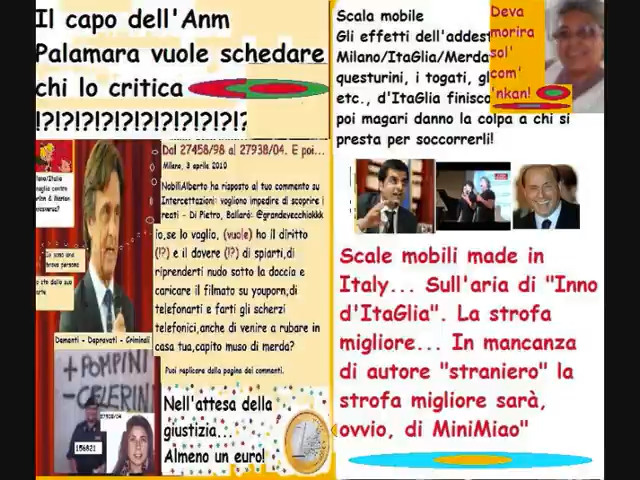 Il capo dell'Anm
Palamara vuole schedare
chi lo critica
!?!?!?!?!?!?!?!?!?!?!?
Dal 27458/98 al 27938/04. E poi...
Milano, 3 aprile 2010
NobiliAlberto ha risposto al tuo commento su
Intercettazioni: vogliono impedire di scoprire i
reati - Di Pietro, Ballarò: @grandevecchiokkk
io,se lo voglio, (vuole) ho il diritto
(!?) e il dovere (!?) di spiarti,di
riprenderti nudo sotto la doccia e
caricare il filmato su youporn,di
telefonarti e farti gli scherzi
telefonici,anche di venire a rubare in
casa tua,capito muso di merda?
Puoi replicare dalla pagina dei commenti.
Io sono una
brava persona
Dementi - Depravati - Criminali
+ POMPINI
- CELERINI
156821
Nell'attesa della
giustizia...
Almeno un euro!
Scala mobile
Gli effetti dell'addest
Milano/ItaGlia/Merda
questurini, i togati, gl
etc., d'ItaGlia finisco
poi magari danno la colpa a chi si
presta per soccorrerli!
Deva
morira
sol'
com'
'nkan!
Scale mobili made in
Italy... Sull'aria di "Inno
d'ItaGlia". La strofa
migliore... In mancanza
di autore "straniero" la
strofa migliore sarà,
ovvio, di MiniMiao"